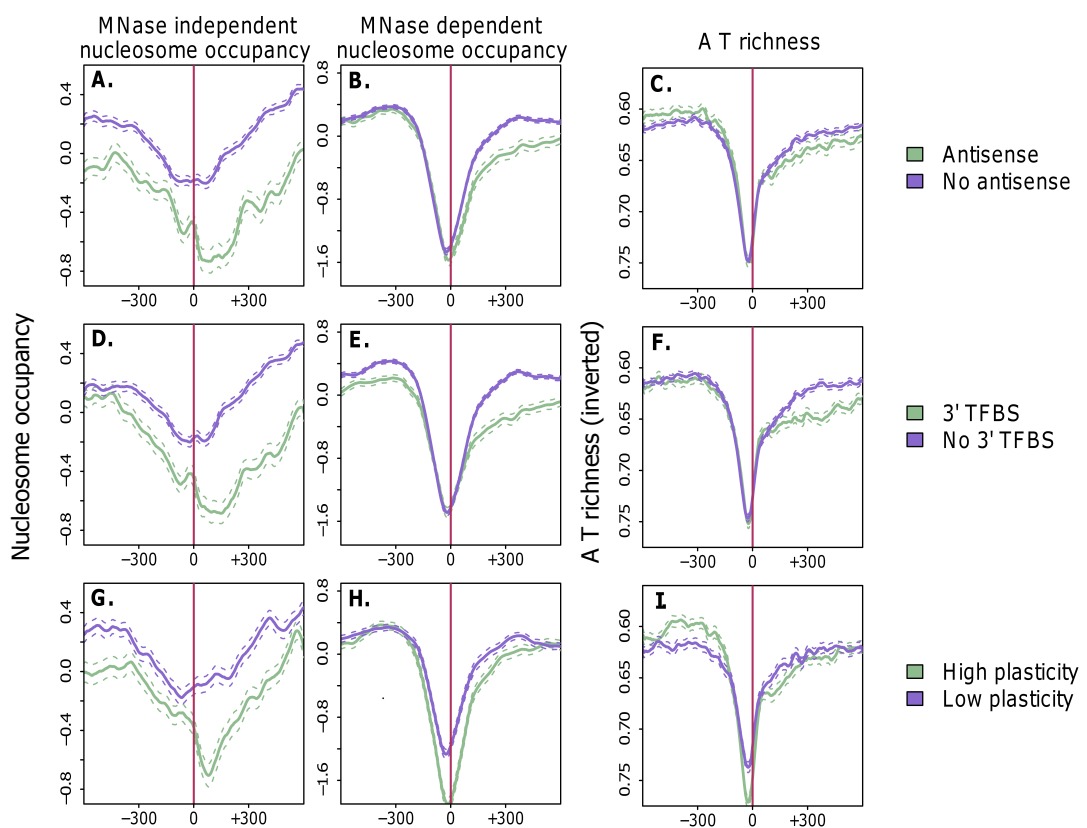 MNase independent
nucleosome occupancy
MNase dependent
nucleosome occupancy
A T richness
A.
0.4
0.0
−0.4
−0.8
−300 0 +300
B.
0.8
0.0
−0.8
−1.6
−300 0 +300
C.
0.60
0.65
0.70
0.75
−300 0 +300
Antisense
No antisense
Nucleosome occupancy
D.
0.4
0.0
−0.4
−0.8
−300 0 +300
E.
0.8
0.0
−0.8
−1.6
−300 0 +300
A T richness (inverted)
F.
0.60
0.65
0.70
0.75
−300 0 +300
3' TFBS
No 3' TFBS
G.
0.4
0.0
−0.4
−0.8
−300 0 +300
H.
0.8
0.0
−0.8
−1.6
−300 0 +300
I.
0.60
0.65
0.70
0.75
−300 0 +300
High plasticity
Low plasticity